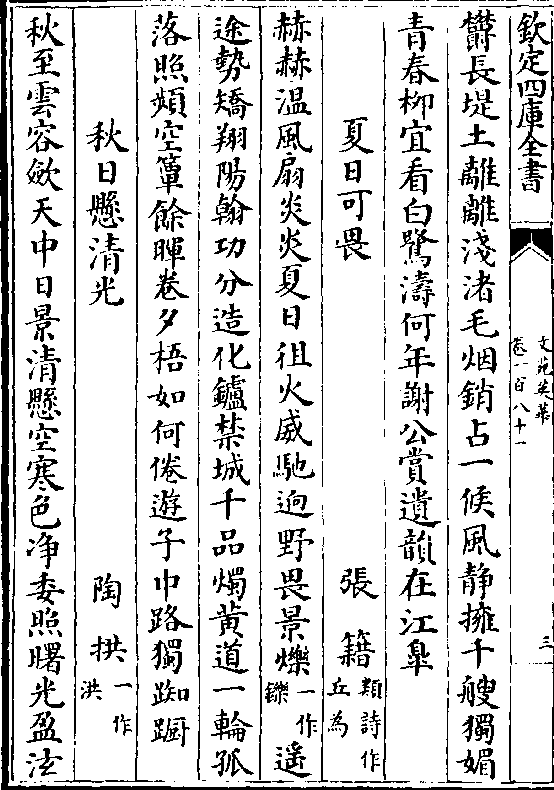 欽定四庫全書
文苑英華
卷一百八十一
三
欝長堤土離離淺渚毛烟銷占一候風静擁千艘獨媚
青春柳宜看白鷺濤何年謝公賞遺韻在江臯
夏日可畏 張籍 類詩作丘為
赫赫温風扇炎炎夏日徂火威馳逈野畏景爍 一作鑠 遥
途勢矯翔陽翰功分造化鑪禁城千品燭黄道一輪孤
落照頻空簟餘暉卷夕梧如何倦遊子中路獨踟蹰
秋日懸清光 陶拱 一作洪
秋至雲容斂天中日景清懸空寒色净委照曙光盈泫